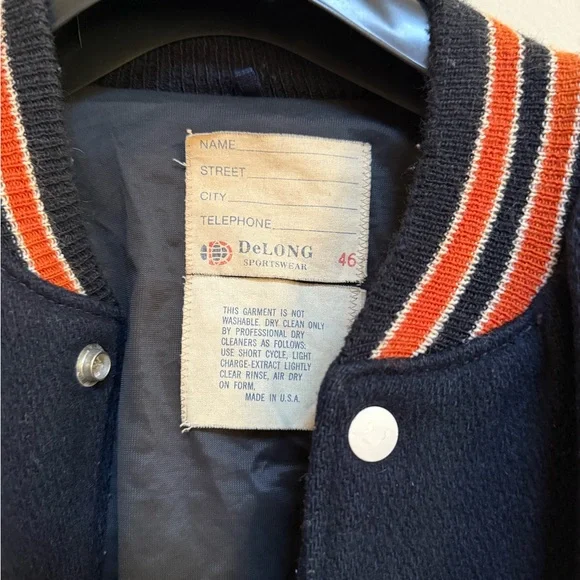 NAME
STREET
CITY
TELEPHONE
DeLONG
SPORTSWEAR
46
THIS GARMENT IS NOT
WASHABLE. DRY CLEAN ONLY
BY PROFESSIONAL DRY
CLEANERS AS FOLLOWS:
USE SHORT CYCLE, LIGHT
CHARGE-EXTRACT LIGHTLY
CLEAR RINSE, AIR DRY
ON FORM.
MADE IN U.S.A.